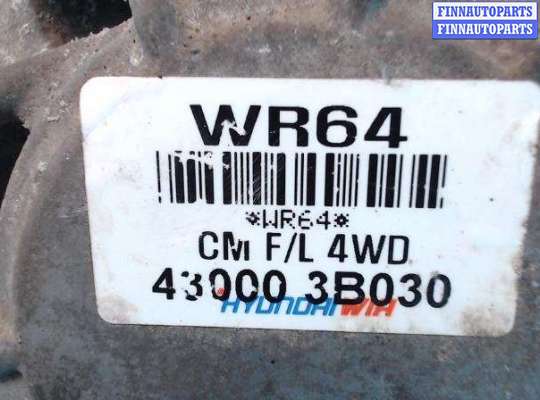 FINNAUTOPARTS
FINNAUTOPARTS
WR64
*WR64*
CM F/L 4WD
43000 3B030
HYUNDAI WIA